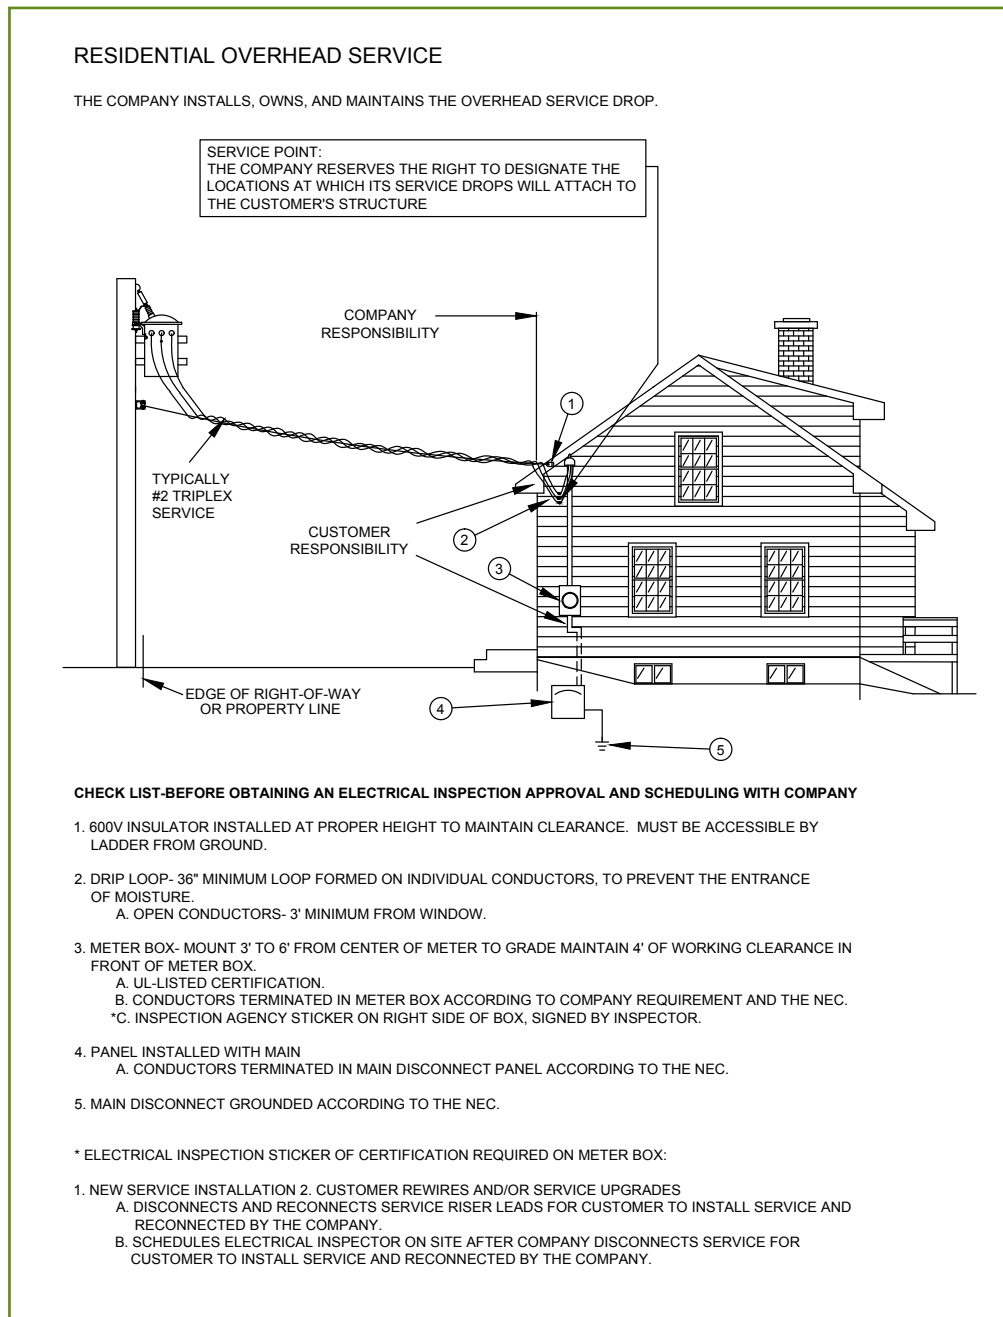 RESIDENTIAL OVERHEAD SERVICE
THE COMPANY INSTALLS, OWNS, AND MAINTAINS THE OVERHEAD SERVICE DROP.
SERVICE POINT:
THE COMPANY RESERVES THE RIGHT TO DESIGNATE THE
LOCATIONS AT WHICH ITS SERVICE DROPS WILL ATTACH TO
THE CUSTOMER'S STRUCTURE
COMPANY
RESPONSIBILITY
1
TYPICALLY
#2 TRIPLEX
SERVICE
CUSTOMER
RESPONSIBILITY
2
3
EDGE OF RIGHT-OF-WAY
OR PROPERTY LINE
4
5
CHECK LIST-BEFORE OBTAINING AN ELECTRICAL INSPECTION APPROVAL AND SCHEDULING WITH COMPANY
1. 600V INSULATOR INSTALLED AT PROPER HEIGHT TO MAINTAIN CLEARANCE. MUST BE ACCESSIBLE BY
LADDER FROM GROUND.
2. DRIP LOOP- 36" MINIMUM LOOP FORMED ON INDIVIDUAL CONDUCTORS, TO PREVENT THE ENTRANCE
OF MOISTURE.
A. OPEN CONDUCTORS- 3' MINIMUM FROM WINDOW.
3. METER BOX- MOUNT 3' TO 6' FROM CENTER OF METER TO GRADE MAINTAIN 4' OF WORKING CLEARANCE IN
FRONT OF METER BOX.
A. UL-LISTED CERTIFICATION.
B. CONDUCTORS TERMINATED IN METER BOX ACCORDING TO COMPANY REQUIREMENT AND THE NEC.
*C. INSPECTION AGENCY STICKER ON RIGHT SIDE OF BOX, SIGNED BY INSPECTOR.
4. PANEL INSTALLED WITH MAIN
A. CONDUCTORS TERMINATED IN MAIN DISCONNECT PANEL ACCORDING TO THE NEC.
5. MAIN DISCONNECT GROUNDED ACCORDING TO THE NEC.
* ELECTRICAL INSPECTION STICKER OF CERTIFICATION REQUIRED ON METER BOX:
1. NEW SERVICE INSTALLATION 2. CUSTOMER REWIRES AND/OR SERVICE UPGRADES
A. DISCONNECTS AND RECONNECTS SERVICE RISER LEADS FOR CUSTOMER TO INSTALL SERVICE AND
RECONNECTED BY THE COMPANY.
B. SCHEDULES ELECTRICAL INSPECTOR ON SITE AFTER COMPANY DISCONNECTS SERVICE FOR
CUSTOMER TO INSTALL SERVICE AND RECONNECTED BY THE COMPANY.